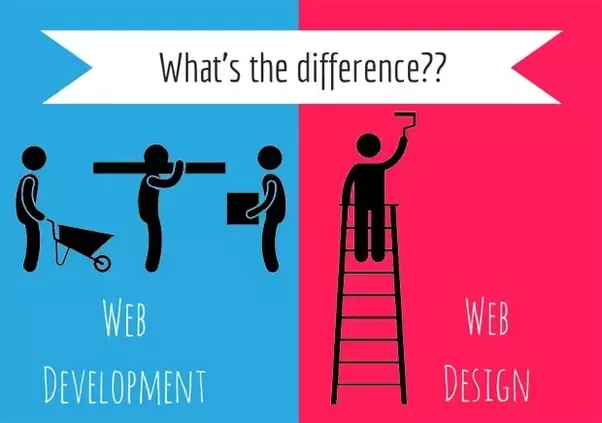 What's the difference??
Web
Development
Web
Design